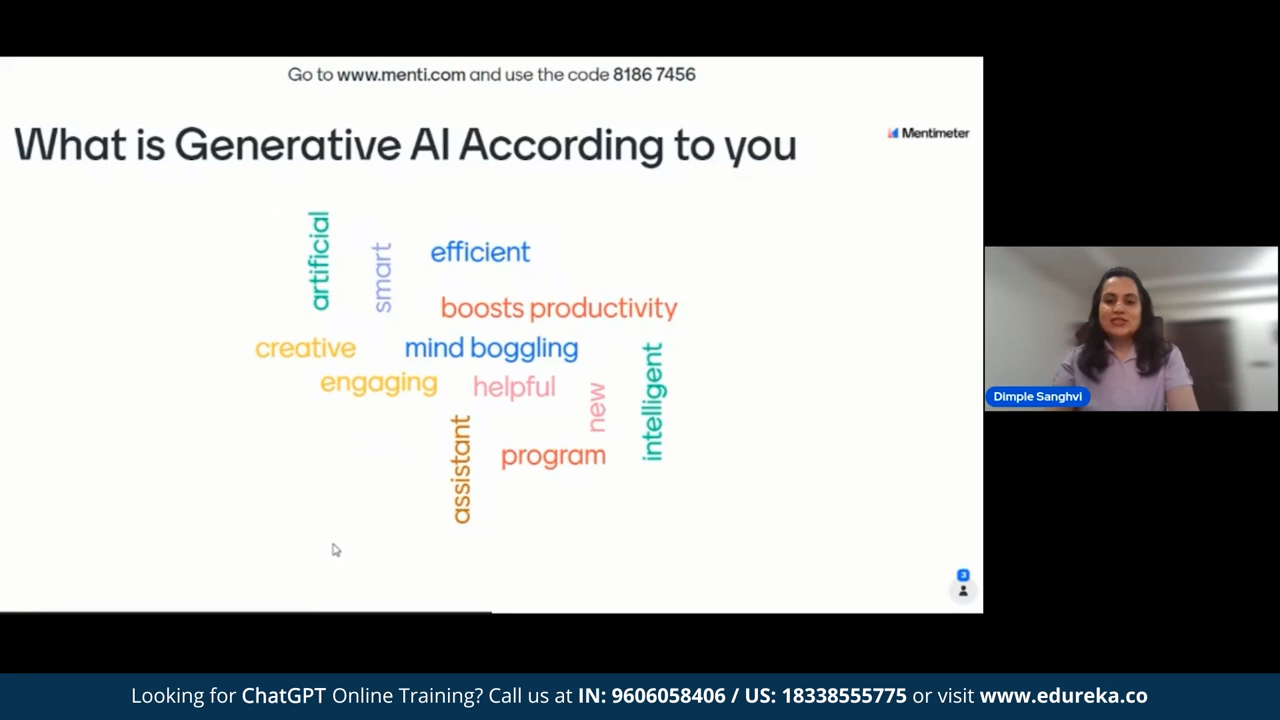 Go to www.menti.com and use the code 8186 7456
What is Generative AI According to you
Mentimeter
artificial
smart
efficient
boosts productivity
creative
mind boggling
engaging
helpful
new
intelligent
assistant
program
3
Dimple Sanghvi
Looking for ChatGPT Online Training? Call us at IN: 9606058406 / US: 18338555775 or visit www.edureka.co